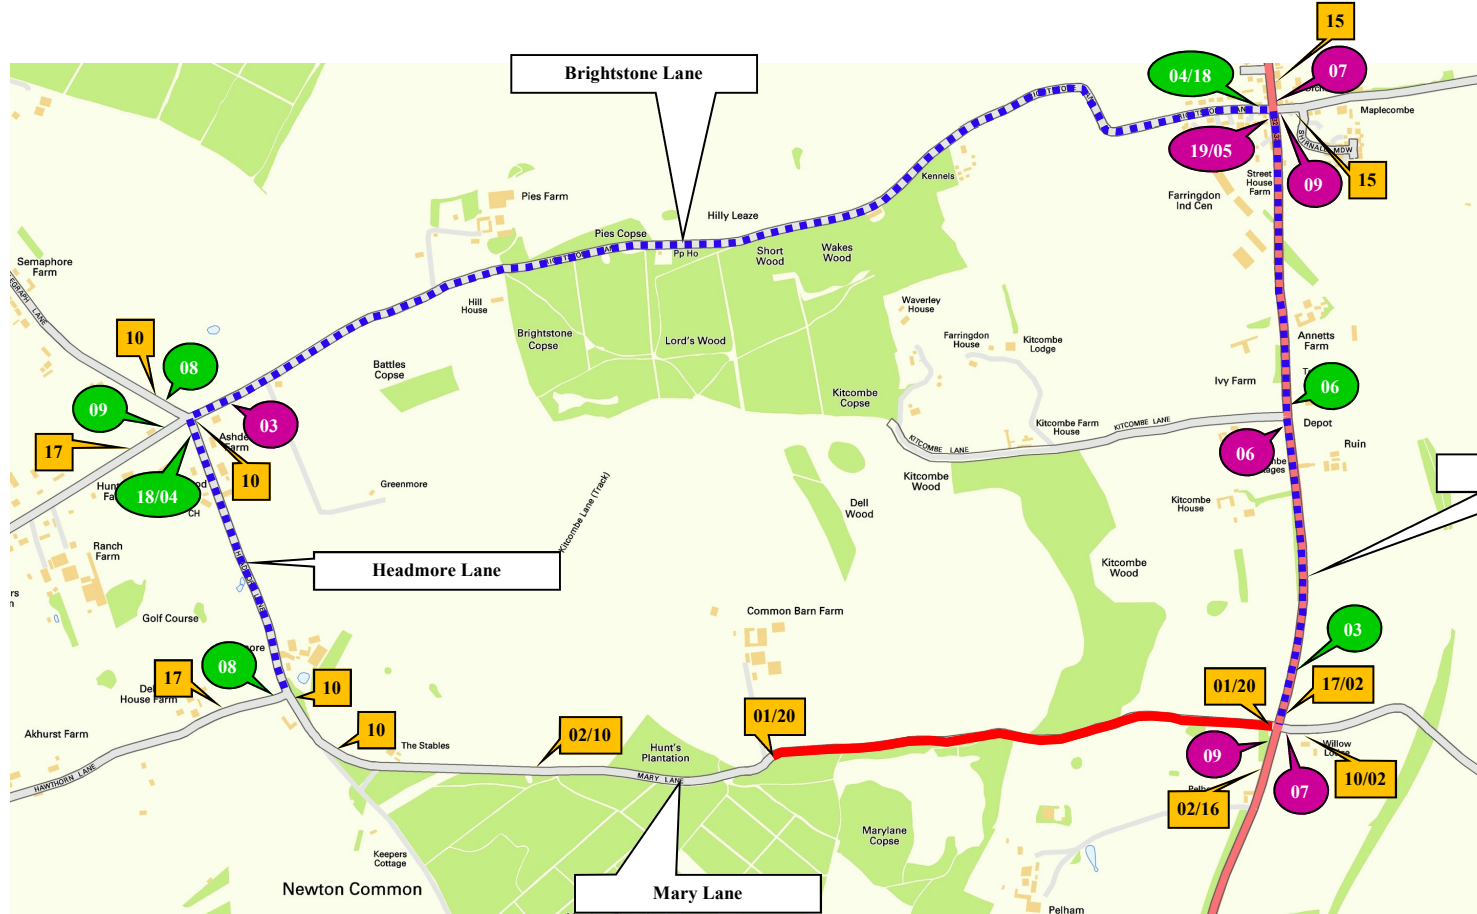 15
Brightstone Lane
04/18
07
Maplecombe
19/05
09
15
Street
House
Farm
Farringdon
Ind Cen
Kennels
Pies Farm
Hilly Leaze
Pies Copse
Pp Ho
Short
Wood
Wakes
Wood
Semaphore
Farm
Hill
House
Waverley
House
Farringdon
House
Kitcombe
Lodge
Annetts
Farm
10
08
Brightstone
Copse
Lord's Wood
Battles
Copse
Ivy Farm
06
Kitcombe
Copse
09
03
Kitcombe Farm
House
KITCOMBE LANE
KITCOMBE LANE
Depot
06
Ruin
17
10
18/04
CH
Greenmore
Kitcombe
Wood
Dell
Wood
Kitcombe
House
Kitcombe Lane (Track)
Ranch
Farm
Headmore Lane
Kitcombe
Wood
Golf Course
Common Barn Farm
03
08
17
10
House Farm
01/20
17/02
01/20
10
02/10
The Stables
Hunt's
Plantation
Akhurst Farm
HAWTHORN LANE
MARY LANE
09
Willow
10/02
07
02/16
Marylane
Copse
Keepers
Cottage
Newton Common
Mary Lane
Pelham